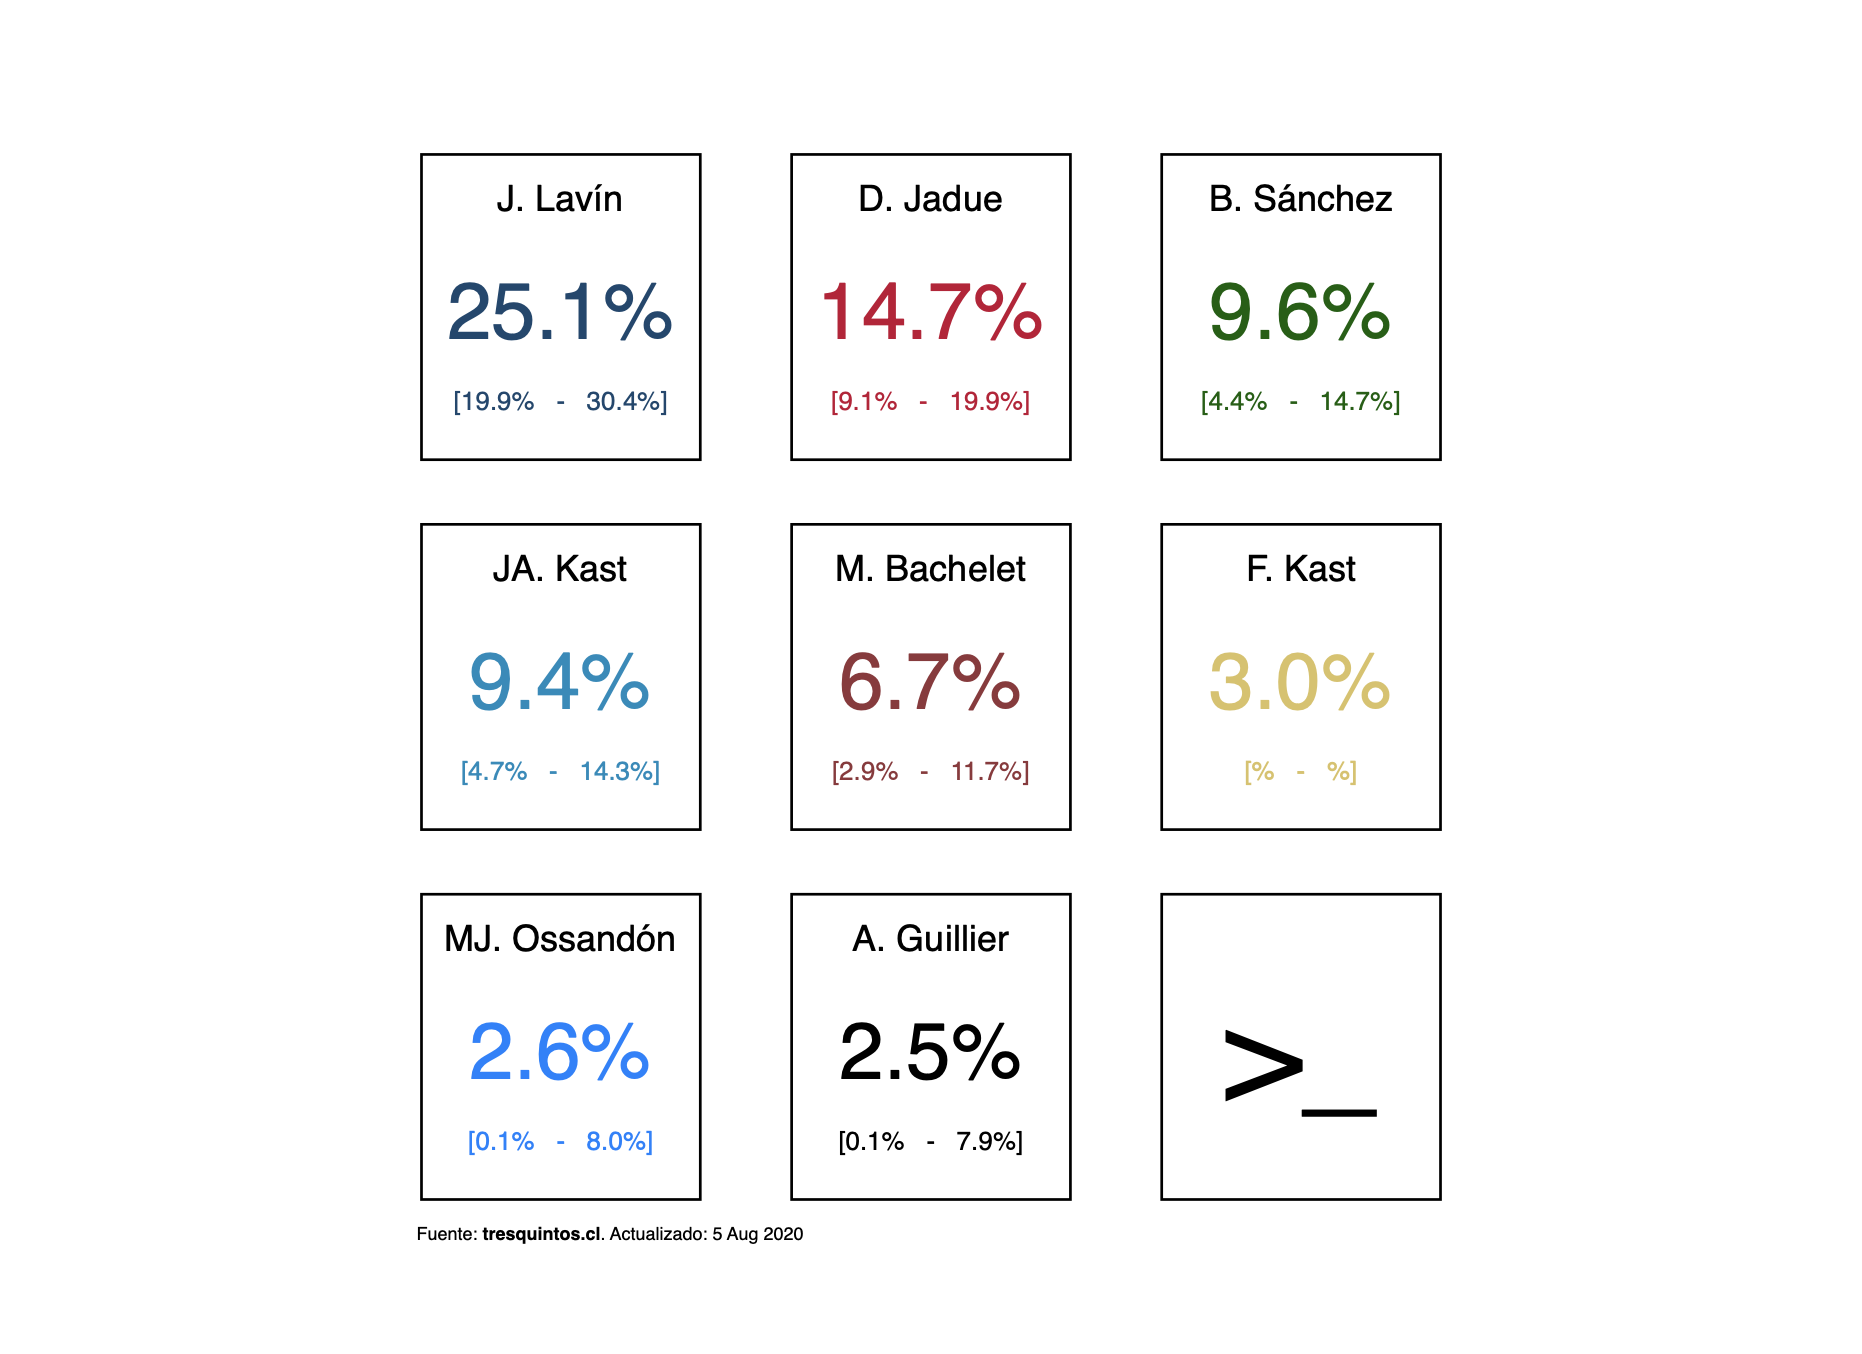 J. Lavín
25.1%
[19.9% - 30.4%]
D. Jadue
14.7%
[9.1% - 19.9%]
B. Sánchez
9.6%
[4.4% - 14.7%]
JA. Kast
9.4%
[4.7% - 14.3%]
M. Bachelet
6.7%
[2.9% - 11.7%]
F. Kast
3.0%
[% - %]
MJ. Ossandón
2.6%
[0.1% - 8.0%]
A. Guillier
2.5%
[0.1% - 7.9%]
>_
Fuente: tresquintos.cl. Actualizado: 5 Aug 2020